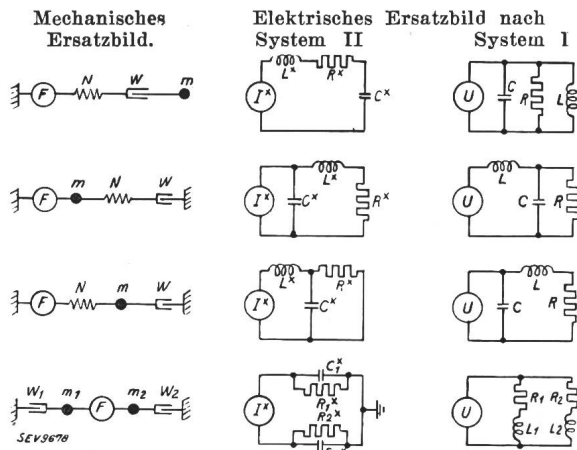 Mechanisches Ersatzbild.
Elektrisches Ersatzbild nach
System II System I
F N W m
I^x L^x R^x C^x
U C R L
F m N W
I^x C^x L^x R^x
U L C R
F N m W
I^x L^x C^x R^x
U C L R
W1 m1 F m2 W2
I^x C1^x R1^x R2^x
U R1 R2 L1 L2
SEV9678